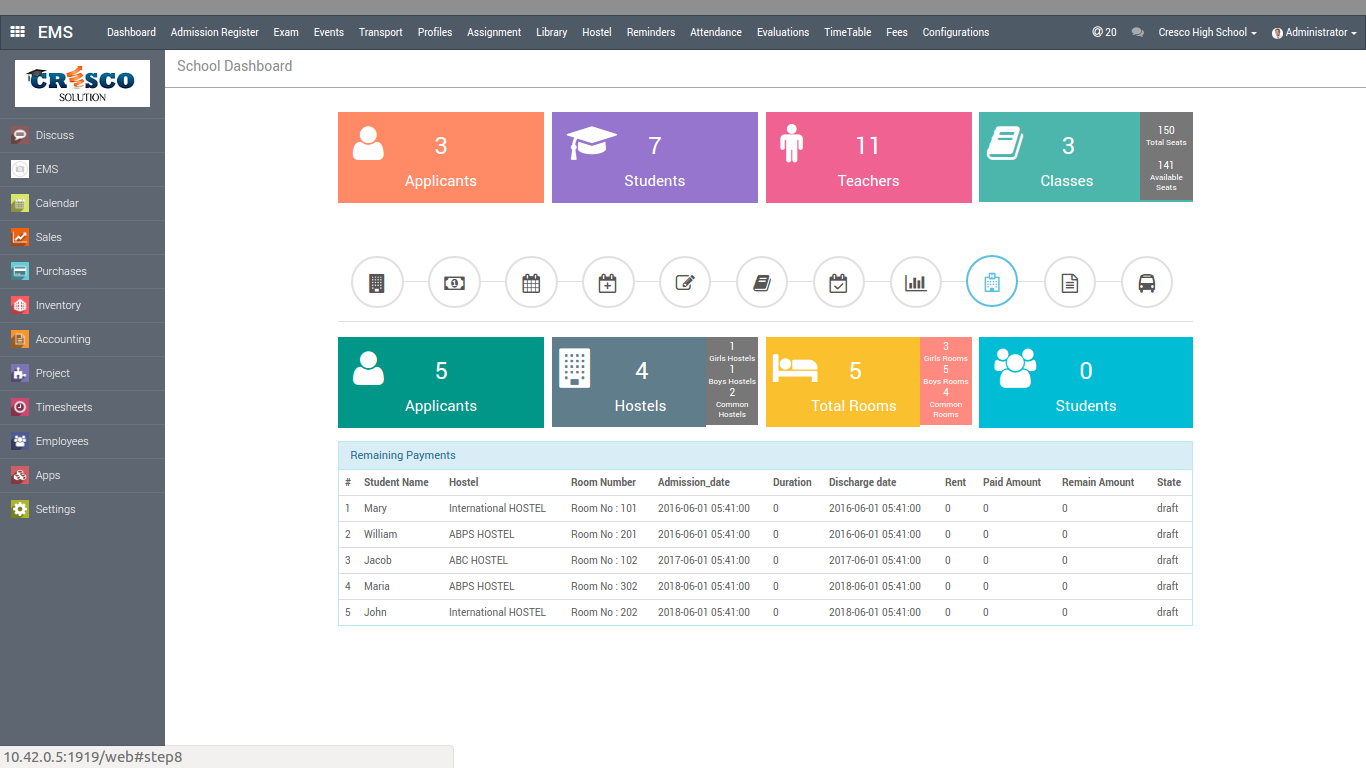 EMS Dashboard Admission Register Exam Events Transport Profiles Assignment Library Hostel Reminders Attendance Evaluations TimeTable Fees Configurations @ 20 Cresco High School Administrator
CRESCO
SOLUTION
School Dashboard
Discuss
EMS
Calendar
Sales
Purchases
Inventory
Accounting
Project
Timesheets
Employees
Apps
Settings
3
Applicants
7
Students
11
Teachers
3
Classes
150
Total Seats
141
Available
Seats
5
Applicants
4
Hostels
1
Girls Hostels
1
Boys Hostels
2
Common
Hostels
5
Total Rooms
3
Girls Rooms
5
Boys Rooms
4
Common
Rooms
0
Students
Remaining Payments
# Student Name Hostel Room Number Admission_date Duration Discharge date Rent Paid Amount Remain Amount State
1 Mary International HOSTEL Room No : 101 2016-06-01 05:41:00 0 2016-06-01 05:41:00 0 0 0 draft
2 William ABPS HOSTEL Room No : 201 2016-06-01 05:41:00 0 2016-06-01 05:41:00 0 0 0 draft
3 Jacob ABC HOSTEL Room No : 102 2017-06-01 05:41:00 0 2017-06-01 05:41:00 0 0 0 draft
4 Maria ABPS HOSTEL Room No : 302 2018-06-01 05:41:00 0 2018-06-01 05:41:00 0 0 0 draft
5 John International HOSTEL Room No : 202 2018-06-01 05:41:00 0 2018-06-01 05:41:00 0 0 0 draft
10.42.0.5:1919/web#step8